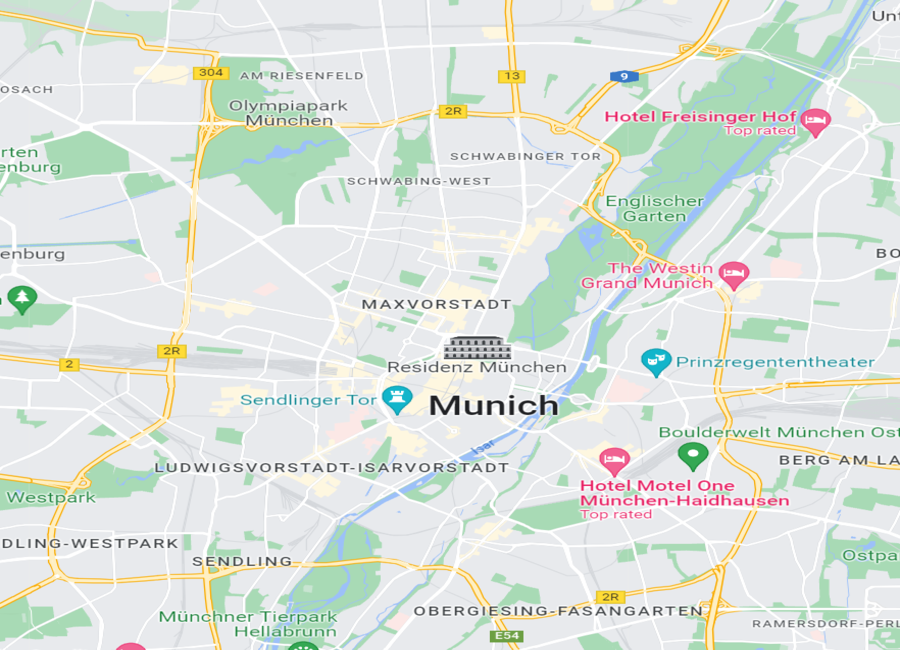 Unt
304
AM RIESENFELD
13
9
OSACH
Olympiapark
München
2R
Hotel Freisinger Hof
Top rated
rten
enburg
SCHWABINGER TOR
SCHWABING-WEST
Englischer
Garten
enburg
BO
The Westin
Grand Munich
MAXVORSTADT
2R
2
Residenz München
Prinzregententheater
Sendlinger Tor
Munich
Boulderwelt München Ost
Isar
LUDWIGSVORSTADT-ISARVORSTADT
BERG AM LA
Hotel Motel One
München-Haidhausen
Top rated
Westpark
DLING-WESTPARK
SENDLING
Ostpa
2R
Münchner Tierpark
Hellabrunn
OBERGIESING-FASANGARTEN
RAMERSDORF-PERL
E54